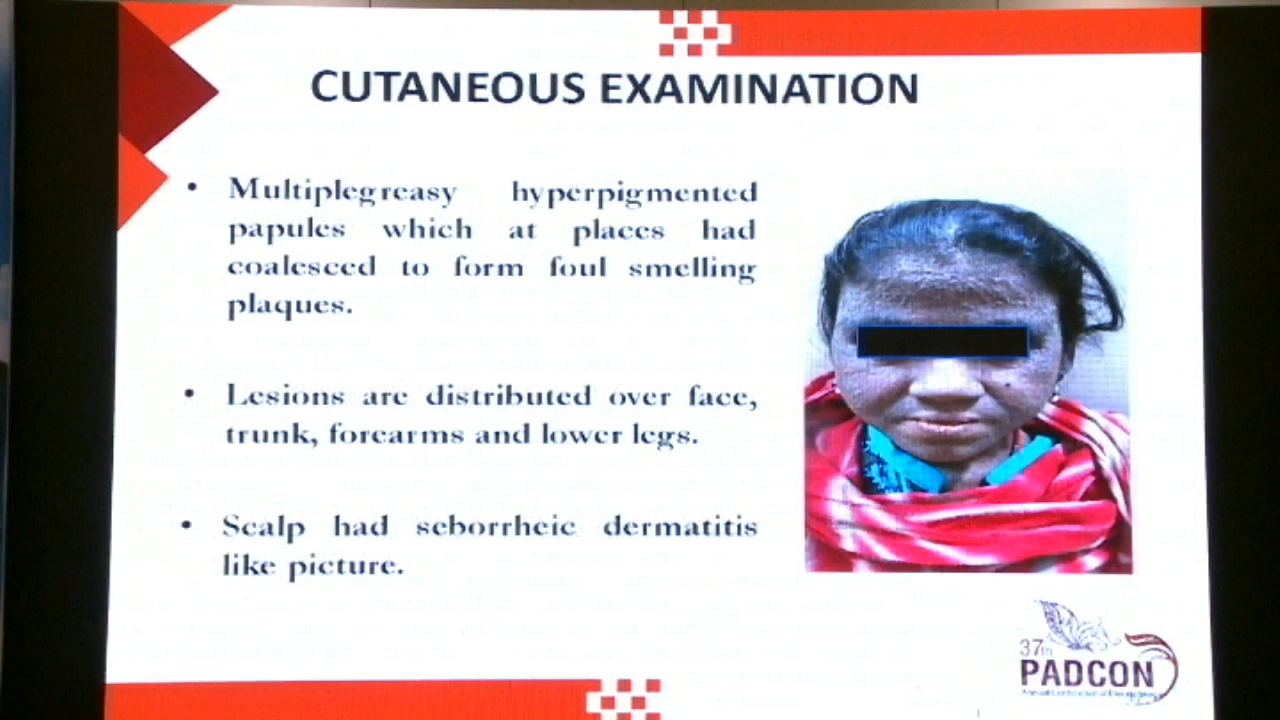 CUTANEOUS EXAMINATION
• Multiplegreasy hyperpigmented
papules which at places had
coalesced to form foul smelling
plaques.
• Lesions are distributed over face,
trunk, forearms and lower legs.
• Scalp had seborrheic dermatitis
like picture.
37th
PADCON